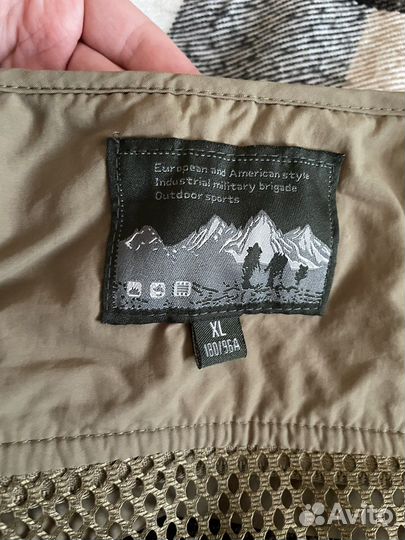 European and American style
Industrial military brigade
Outdoor sports
XL
180/96A
Avito